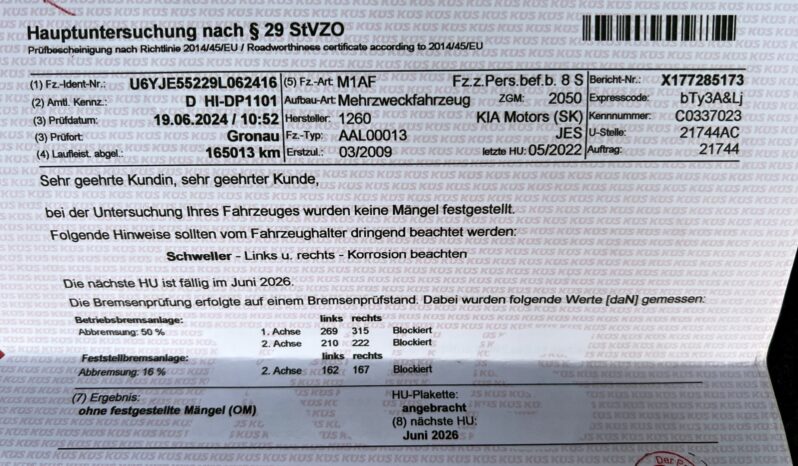 Hauptuntersuchung nach § 29 StVZO
Prüfbescheinigung nach Richtlinie 2014/45/EU / Roadworthiness certificate according to 2014/45/EU
(1) Fz.-Ident-Nr.: U6YJE55229L062416 (5) Fz.-Art M1AF Fz.z.Pers.bef.b. 8 S Bericht-Nr.: X177285173
(2) Amtl. Kennz.: D HI-DP1101 Aufbau-Art Mehrzweckfahrzeug ZGM: 2050 Expresscode: bTy3A&Lj
(3) Prüfdatum: 19.06.2024 / 10:52 Hersteller: 1260 KIA Motors (SK) Kennnummer: C0337023
(3) Prüfort: Gronau Fz.-Typ: AAL00013 JES U-Stelle: 21744AC
(4) Laufleist. abgel.: 165013 km Erstzul.: 03/2009 letzte HU: 05/2022 Auftrag: 21744
Sehr geehrte Kundin, sehr geehrter Kunde,
bei der Untersuchung Ihres Fahrzeuges wurden keine Mängel festgestellt.
Folgende Hinweise sollten vom Fahrzeughalter dringend beachtet werden:
Schweller - Links u. rechts - Korrosion beachten
Die nächste HU ist fällig im Juni 2026.
Die Bremsenprüfung erfolgte auf einem Bremsenprüfstand. Dabei wurden folgende Werte [daN] gemessen:
Betriebsbremsanlage: links rechts
Abbremsung: 50 % 1. Achse 269 315 Blockiert
2. Achse 210 222 Blockiert
Feststellbremsanlage: links rechts
Abbremsung: 16 % 2. Achse 162 167 Blockiert
(7) Ergebnis: HU-Plakette:
ohne festgestellte Mängel (OM) angebracht
(8) nächste HU:
Juni 2026